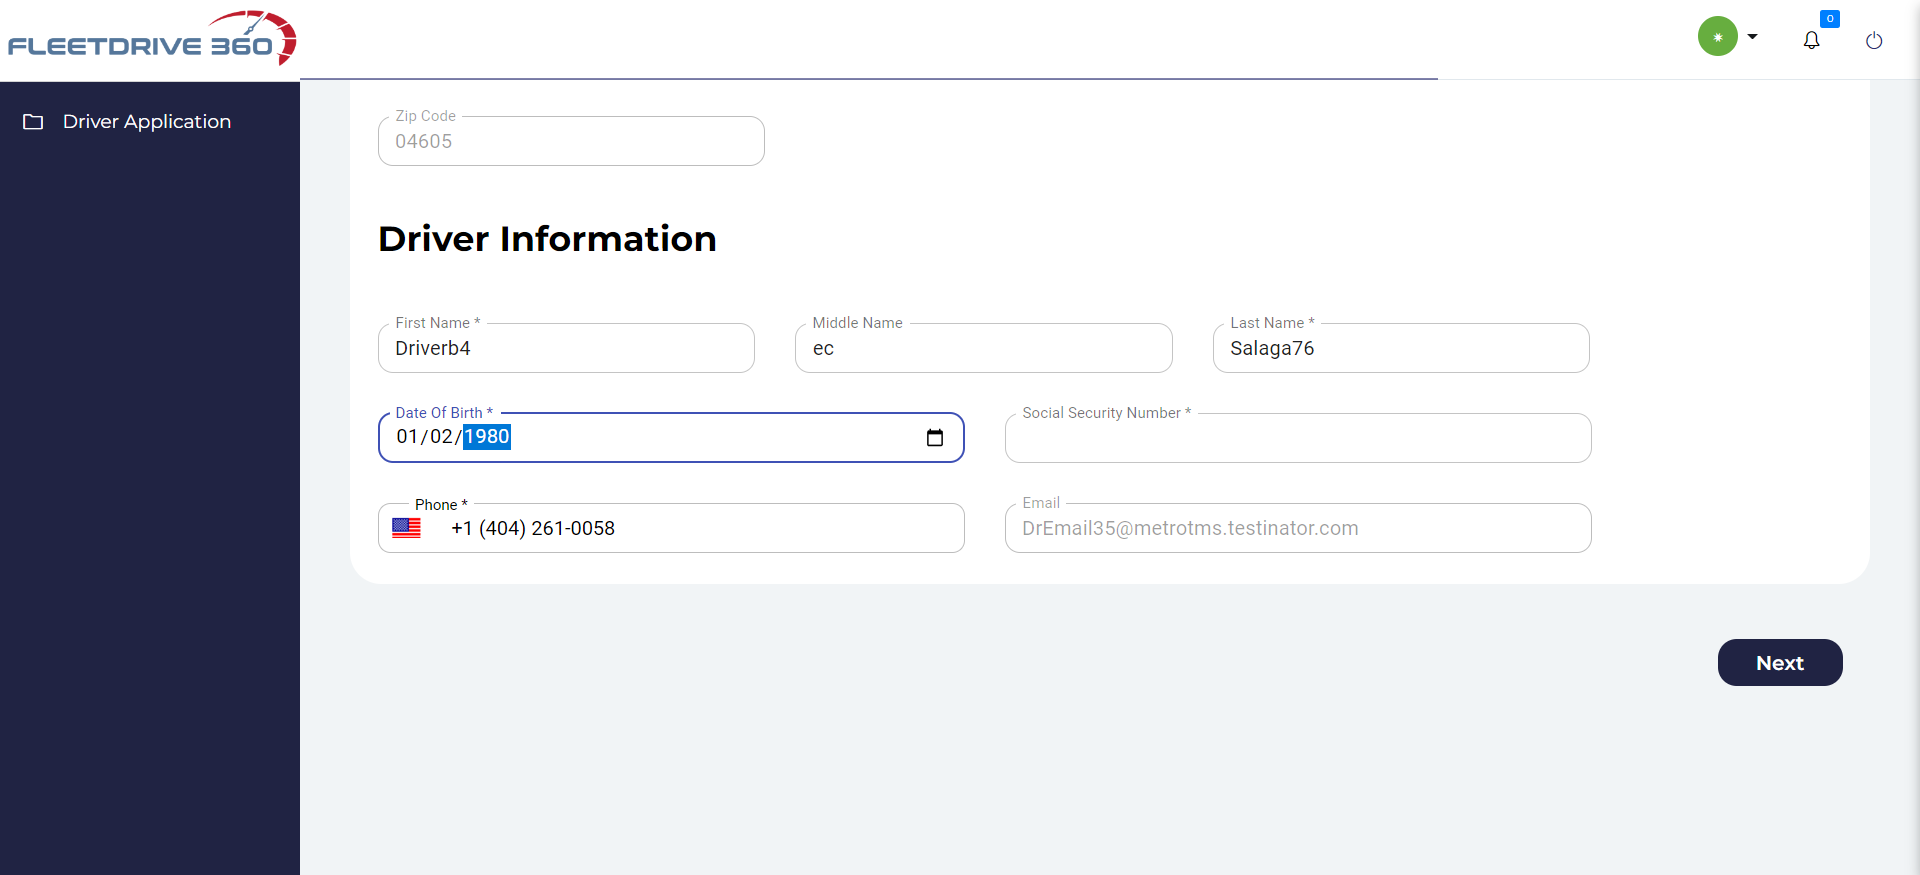 FLEETDRIVE 360
0
Driver Application
Zip Code
04605
Driver Information
First Name *
Driverb4
Middle Name
ec
Last Name *
Salaga76
Date Of Birth *
01/02/1980
Social Security Number *
Phone *
+1 (404) 261-0058
Email
DrEmail35@metrotms.testinator.com
Next